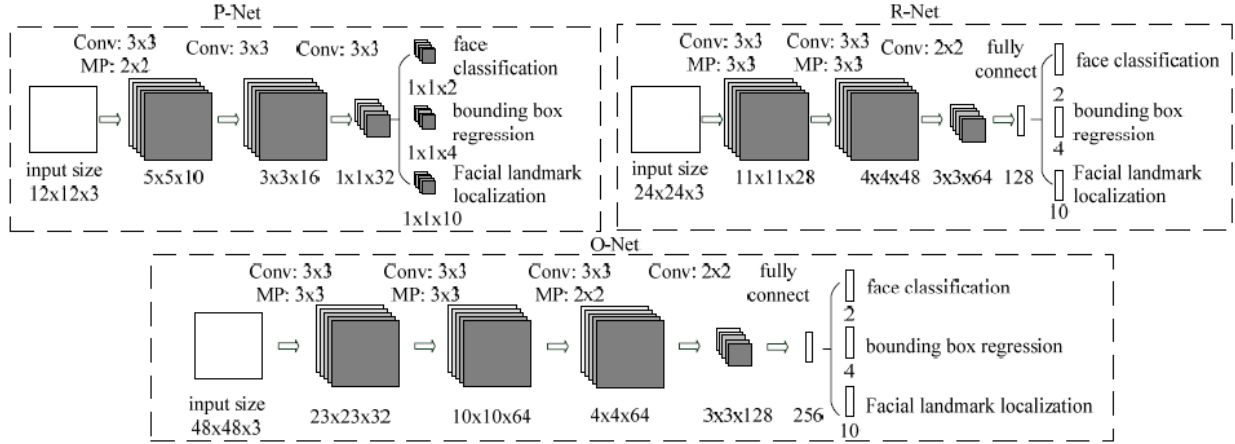 P-Net
Conv: 3x3
MP: 2x2
Conv: 3x3
Conv: 3x3
face
classification
1x1x2
bounding box
regression
1x1x4
Facial landmark
localization
1x1x10
input size
12x12x3
5x5x10
3x3x16
1x1x32
R-Net
Conv: 3x3
MP: 3x3
Conv: 3x3
MP: 3x3
Conv: 2x2
fully
connect
face classification
2
bounding box
regression
4
Facial landmark
localization
10
input size
24x24x3
11x11x28
4x4x48
3x3x64
128
O-Net
Conv: 3x3
MP: 3x3
Conv: 3x3
MP: 3x3
Conv: 3x3
MP: 2x2
Conv: 2x2
fully
connect
face classification
2
bounding box regression
4
Facial landmark localization
10
input size
48x48x3
23x23x32
10x10x64
4x4x64
3x3x128
256